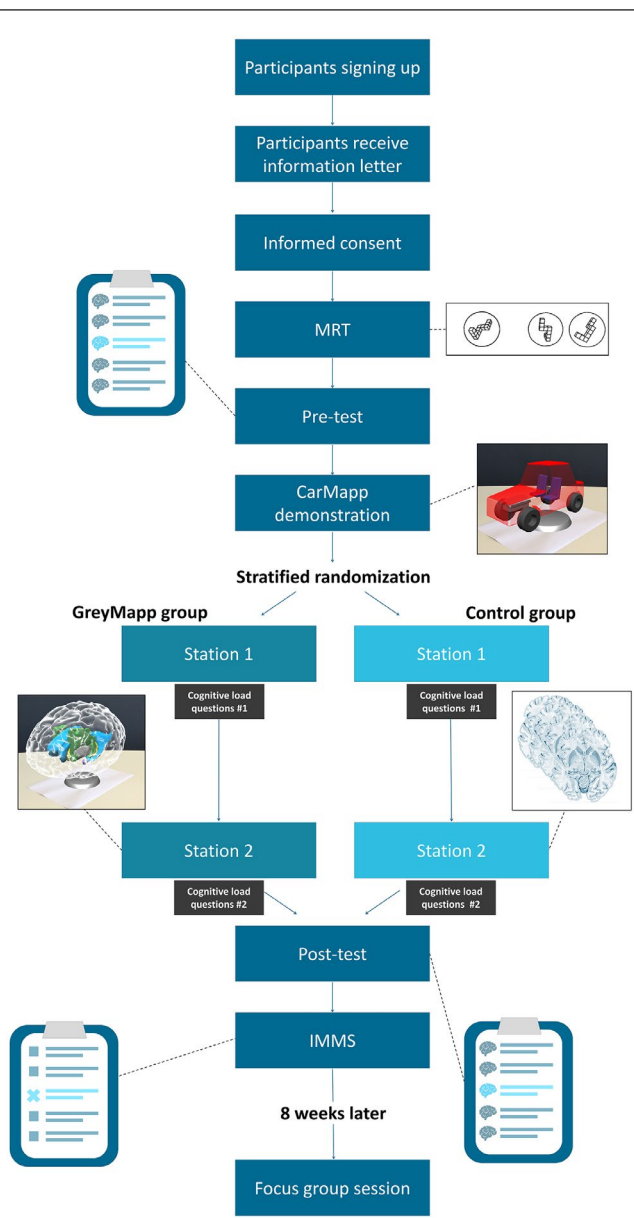 Participants signing up
Participants receive
information letter
Informed consent
MRT
Pre-test
CarMapp
demonstration
Stratified randomization
GreyMapp group
Control group
Station 1
Station 1
Cognitive load
questions #1
Cognitive load
questions #1
Station 2
Station 2
Cognitive load
questions #2
Cognitive load
questions #2
Post-test
IMMS
8 weeks later
Focus group session